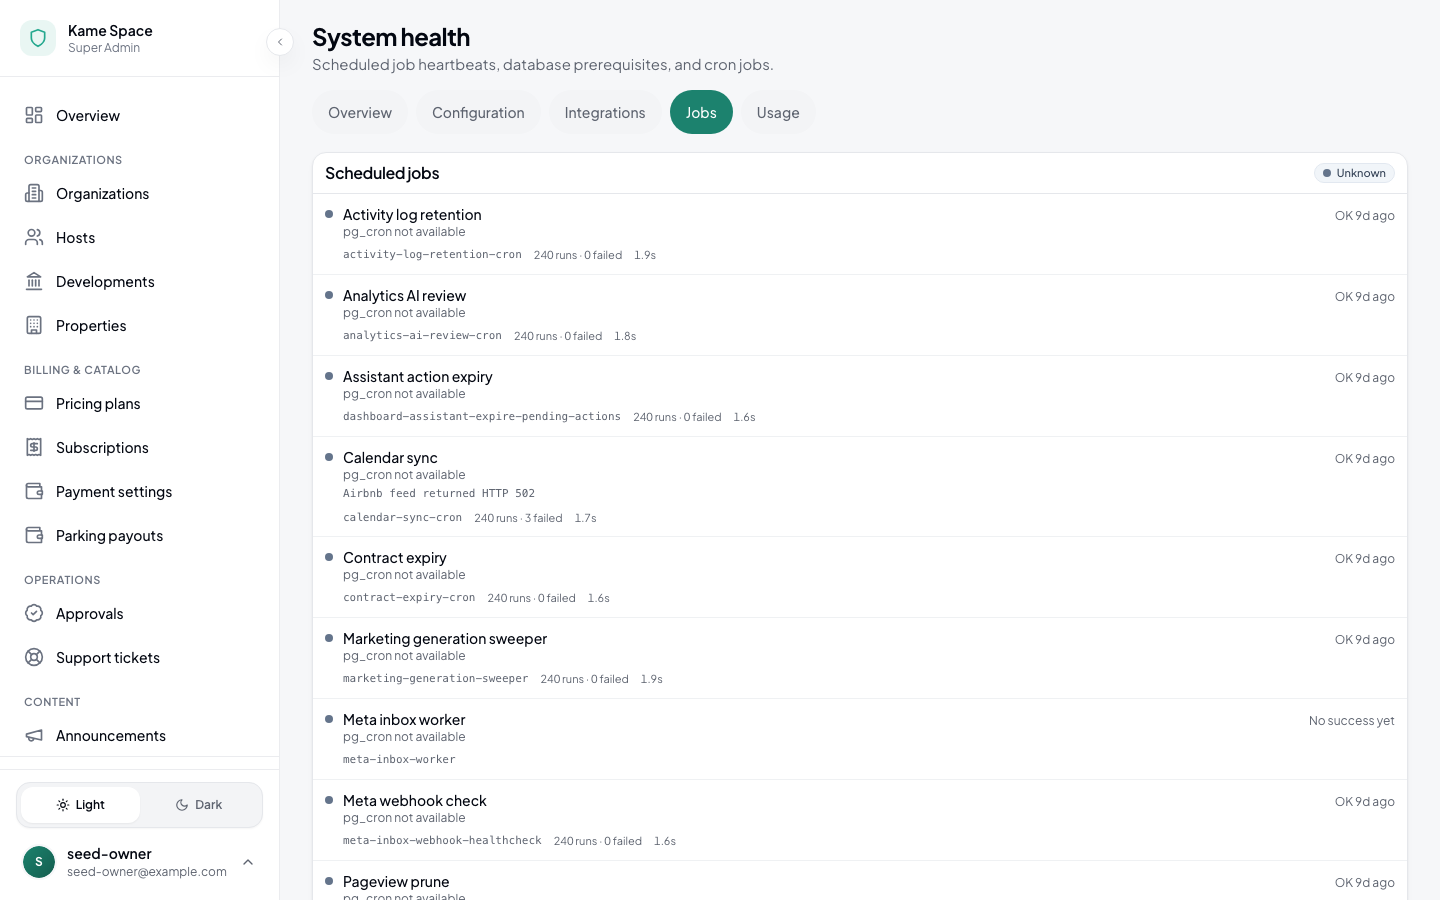 Kame Space
Super Admin
Overview
ORGANIZATIONS
Organizations
Hosts
Developments
Properties
BILLING & CATALOG
Pricing plans
Subscriptions
Payment settings
Parking payouts
OPERATIONS
Approvals
Support tickets
CONTENT
Announcements
Light
Dark
S
seed-owner
seed-owner@example.com
System health
Scheduled job heartbeats, database prerequisites, and cron jobs.
Overview
Configuration
Integrations
Jobs
Usage
Scheduled jobs
Unknown
Activity log retention
OK 9d ago
pg_cron not available
activity-log-retention-cron 240 runs · 0 failed 1.9s
Analytics AI review
OK 9d ago
pg_cron not available
analytics-ai-review-cron 240 runs · 0 failed 1.8s
Assistant action expiry
OK 9d ago
pg_cron not available
dashboard-assistant-expire-pending-actions 240 runs · 0 failed 1.6s
Calendar sync
OK 9d ago
pg_cron not available
Airbnb feed returned HTTP 502
calendar-sync-cron 240 runs · 3 failed 1.7s
Contract expiry
OK 9d ago
pg_cron not available
contract-expiry-cron 240 runs · 0 failed 1.6s
Marketing generation sweeper
OK 9d ago
pg_cron not available
marketing-generation-sweeper 240 runs · 0 failed 1.9s
Meta inbox worker
No success yet
pg_cron not available
meta-inbox-worker
Meta webhook check
OK 9d ago
pg_cron not available
meta-inbox-webhook-healthcheck 240 runs · 0 failed 1.6s
Pageview prune
OK 9d ago
pg_cron not available